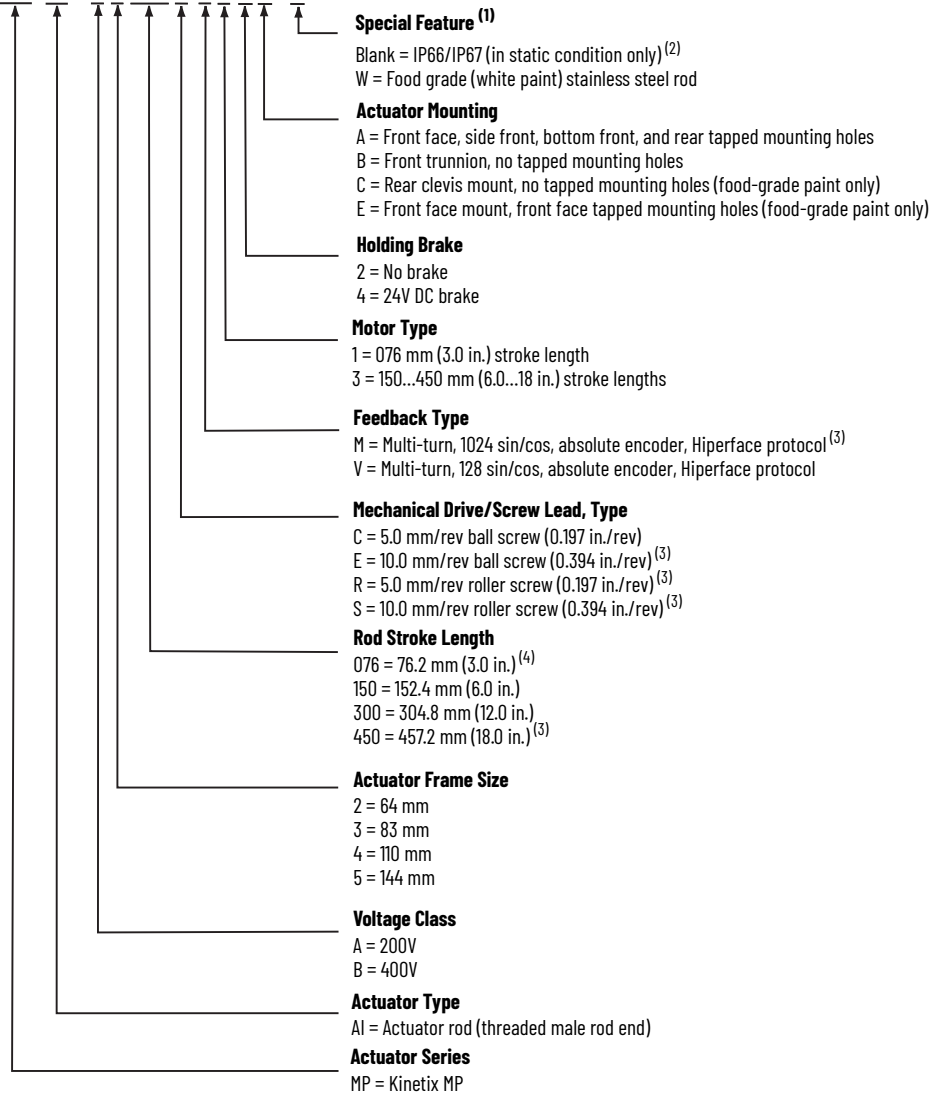 Special Feature (1)
Blank = IP66/IP67 (in static condition only) (2)
W = Food grade (white paint) stainless steel rod
Actuator Mounting
A = Front face, side front, bottom front, and rear tapped mounting holes
B = Front trunnion, no tapped mounting holes
C = Rear clevis mount, no tapped mounting holes (food-grade paint only)
E = Front face mount, front face tapped mounting holes (food-grade paint only)
Holding Brake
2 = No brake
4 = 24V DC brake
Motor Type
1 = 076 mm (3.0 in.) stroke length
3 = 150...450 mm (6.0...18 in.) stroke lengths
Feedback Type
M = Multi-turn, 1024 sin/cos, absolute encoder, Hiperface protocol (3)
V = Multi-turn, 128 sin/cos, absolute encoder, Hiperface protocol
Mechanical Drive/Screw Lead, Type
C = 5.0 mm/rev ball screw (0.197 in./rev)
E = 10.0 mm/rev ball screw (0.394 in./rev) (3)
R = 5.0 mm/rev roller screw (0.197 in./rev) (3)
S = 10.0 mm/rev roller screw (0.394 in./rev) (3)
Rod Stroke Length
076 = 76.2 mm (3.0 in.) (4)
150 = 152.4 mm (6.0 in.)
300 = 304.8 mm (12.0 in.)
450 = 457.2 mm (18.0 in.) (3)
Actuator Frame Size
2 = 64 mm
3 = 83 mm
4 = 110 mm
5 = 144 mm
Voltage Class
A = 200V
B = 400V
Actuator Type
AI = Actuator rod (threaded male rod end)
Actuator Series
MP = Kinetix MP